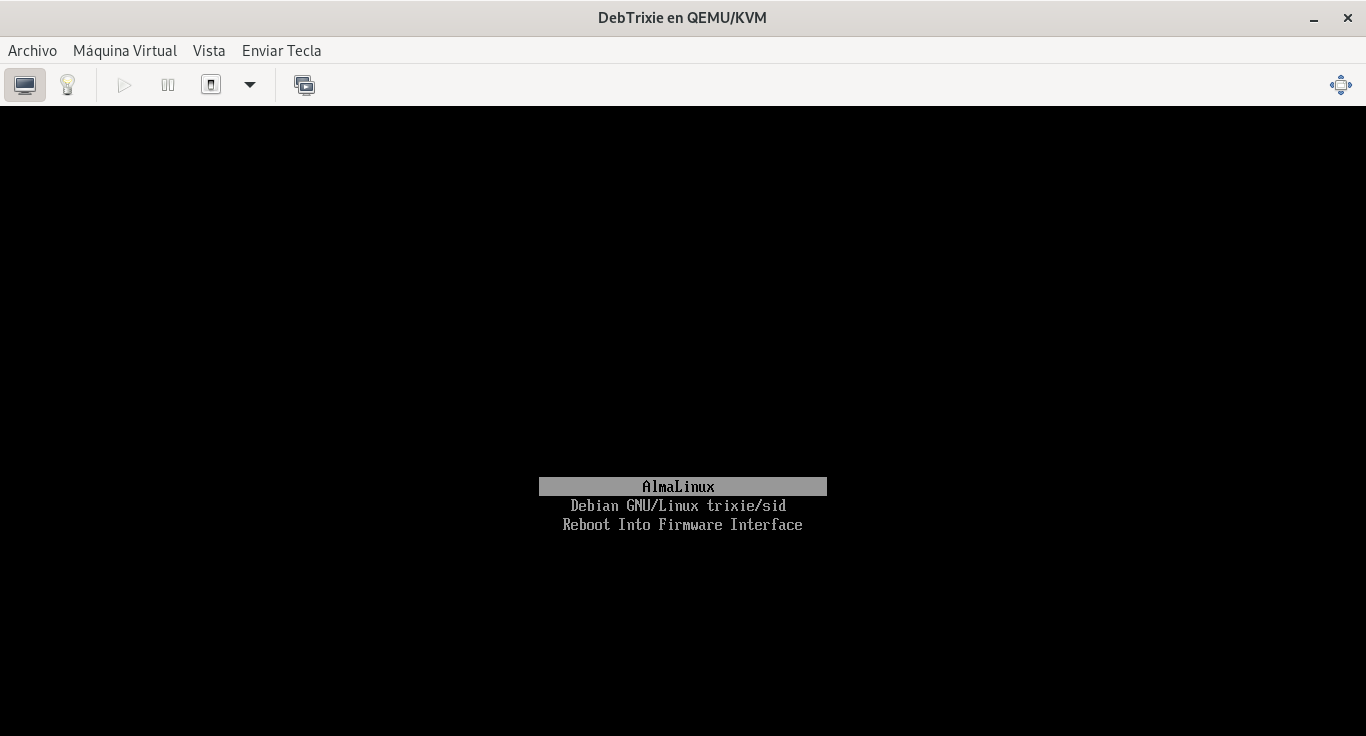 DebTrixie en QEMU/KVM
Archivo Máquina Virtual Vista Enviar Tecla
AlmaLinux
Debian GNU/Linux trixie/sid
Reboot Into Firmware Interface